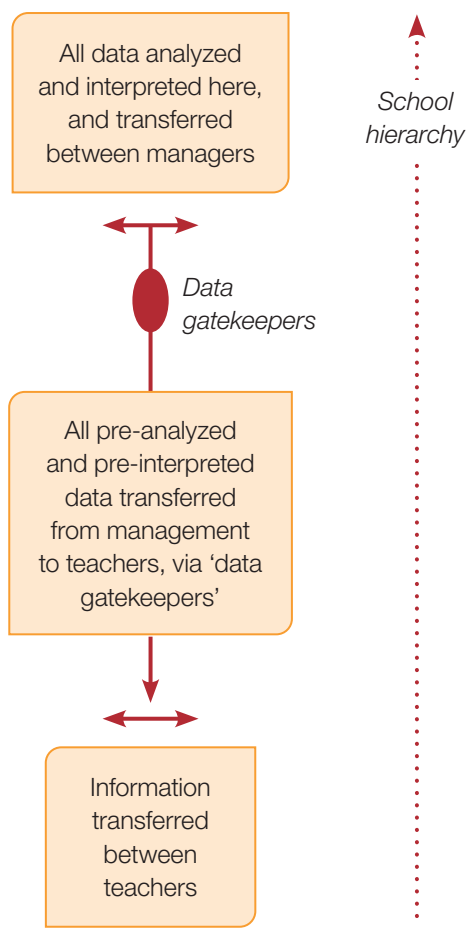 All data analyzed
and interpreted here,
and transferred
between managers
School
hierarchy
Data
gatekeepers
All pre-analyzed
and pre-interpreted
data transferred
from management
to teachers, via ‘data
gatekeepers’
Information
transferred
between
teachers